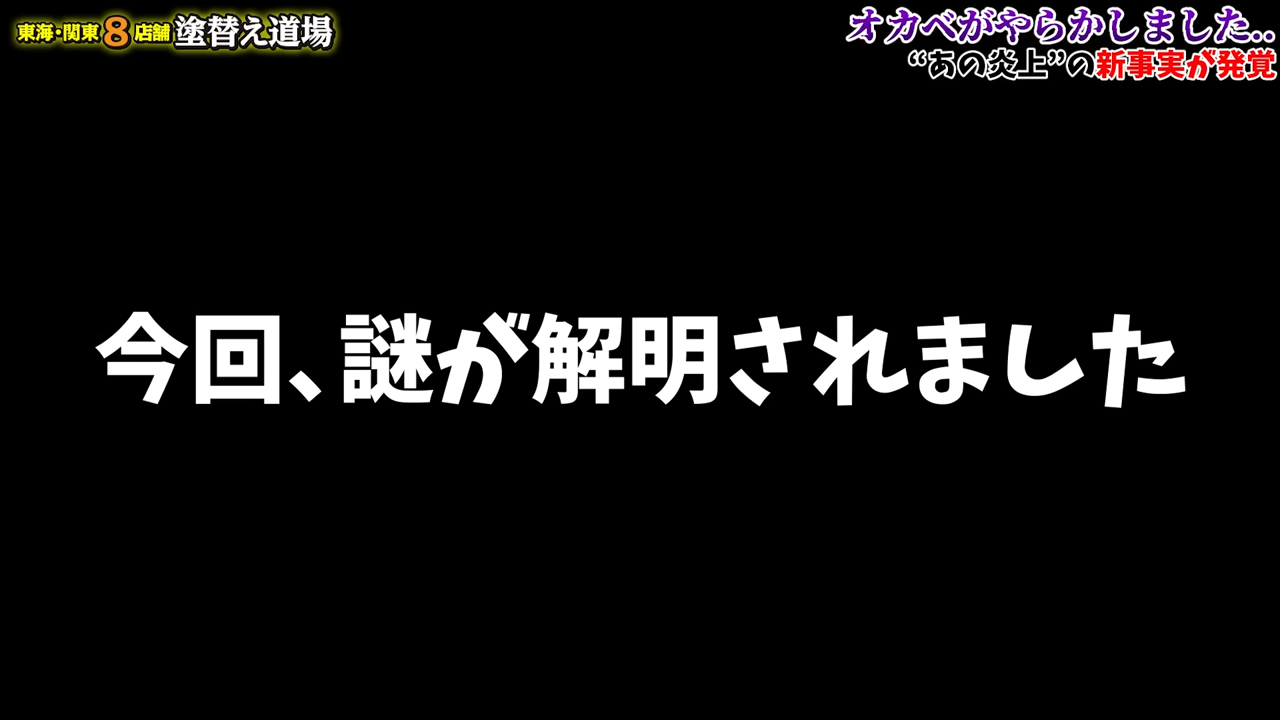 東海・関東8店舗塗替え道場
オカベがやらかしました..
“あの炎上”の新事実が発覚
今回、謎が解明されました